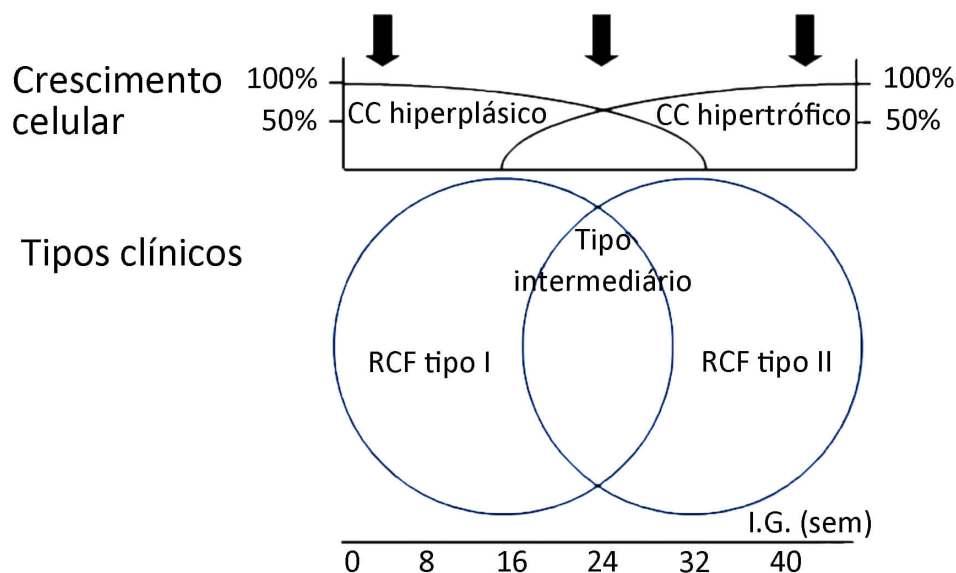 Crescimento
celular
100%
50%
CC hiperplásico
CC hipertrófico
100%
50%
Tipos clínicos
Tipo
intermediário
RCF tipo I
RCF tipo II
I.G. (sem)
0 8 16 24 32 40